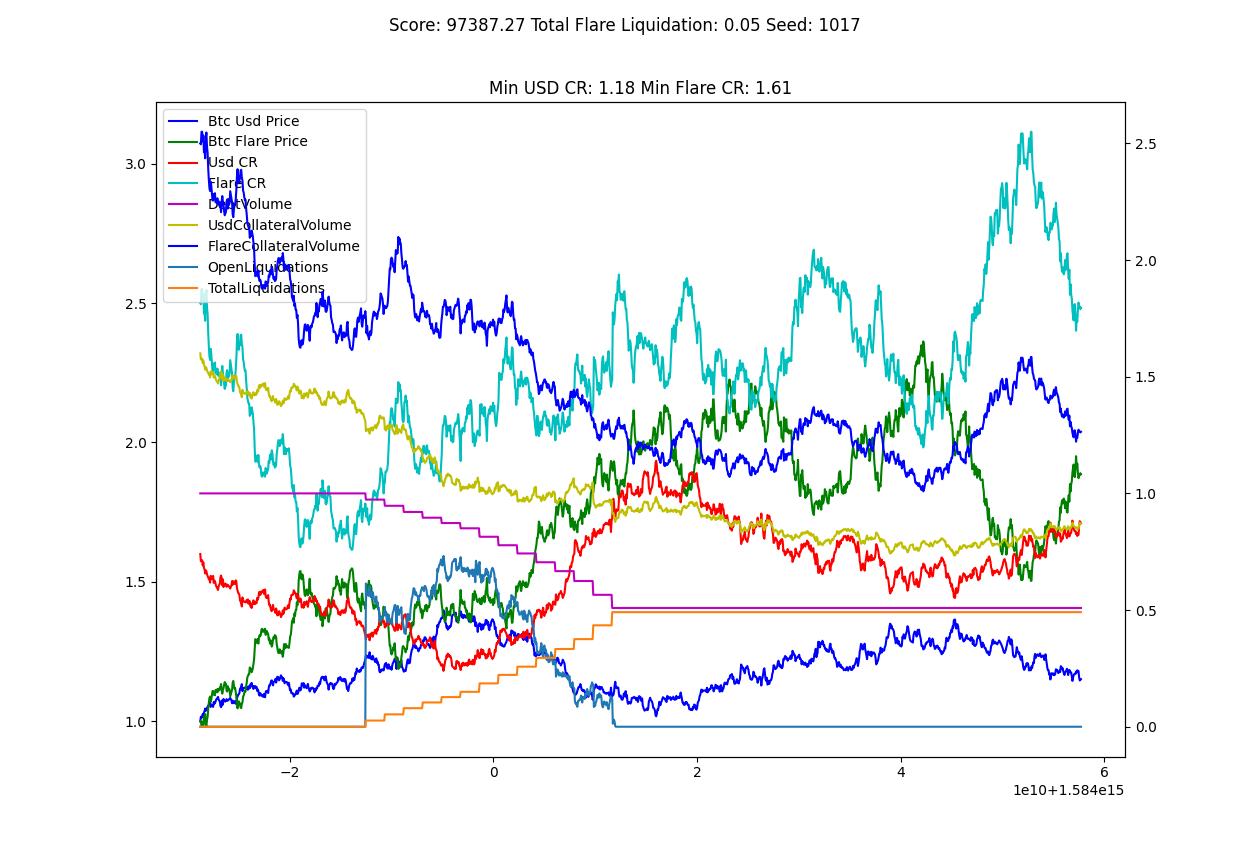 Score: 97387.27 Total Flare Liquidation: 0.05 Seed: 1017
Min USD CR: 1.18 Min Flare CR: 1.61
Btc Usd Price
Btc Flare Price
Usd CR
Flare CR
DebtVolume
UsdCollateralVolume
FlareCollateralVolume
OpenLiquidations
TotalLiquidations
3.0
2.5
2.0
1.5
1.0
2.5
2.0
1.5
1.0
0.5
0.0
−2
0
2
4
6
1e10+1.584e15